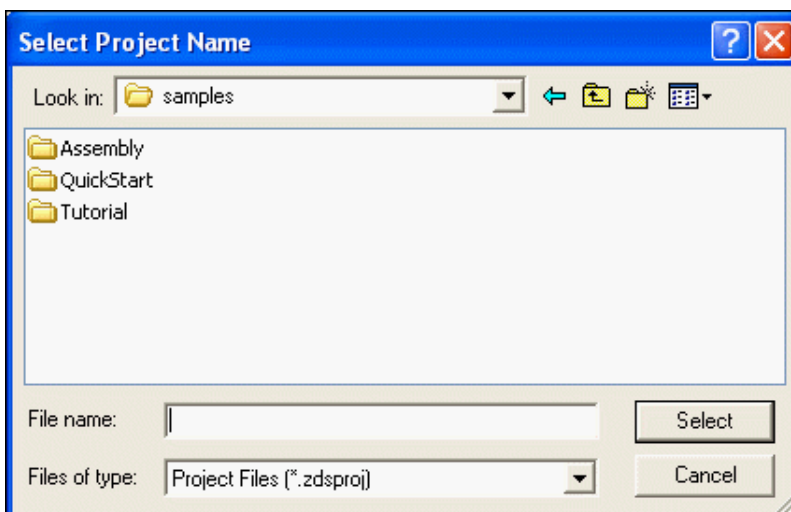 Select Project Name
Look in: samples
Assembly
QuickStart
Tutorial
File name:
Select
Files of type: Project Files (*.zdsproj)
Cancel